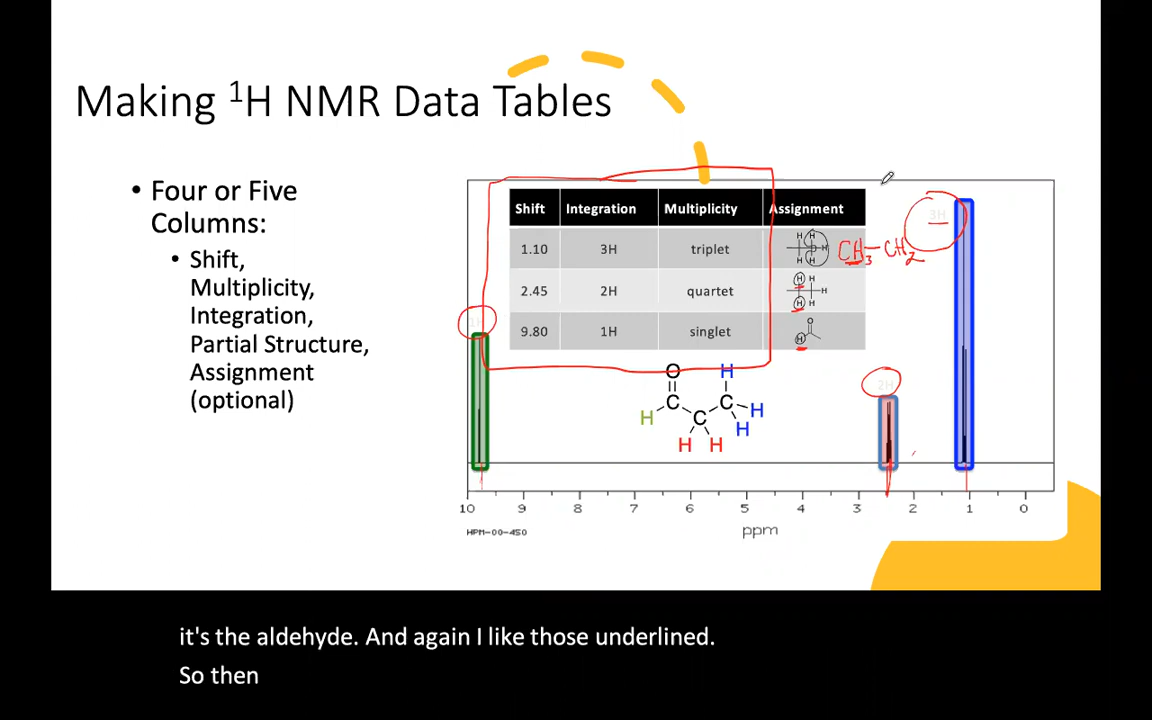 Making ¹H NMR Data Tables
• Four or Five
Columns:
• Shift,
Multiplicity,
Integration,
Partial Structure,
Assignment
(optional)
Shift Integration Multiplicity Assignment
1.10 3H triplet
H H
H
H H
CH₃-CH₂
3H
2.45 2H quartet
H H
H
H H
9.80 1H singlet
O
H
O H
H C C H
C H
H H
2H
10 9 8 7 6 5 4 3 2 1 0
HPM-00-450
ppm
it's the aldehyde. And again I like those underlined.
So then